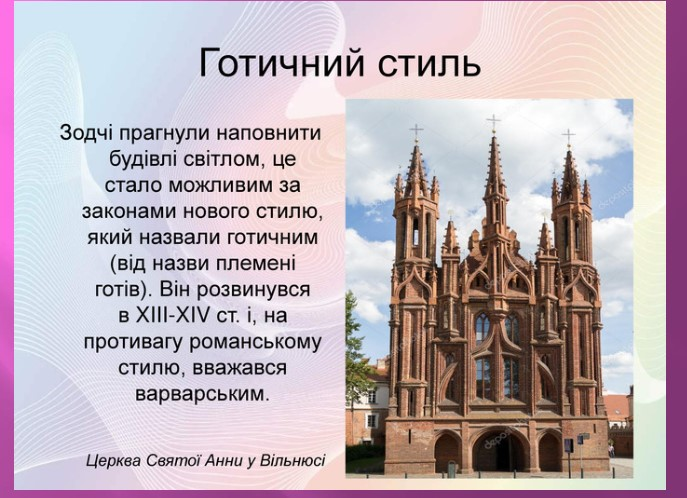 Готичний стиль
Зодчі прагнули наповнити
будівлі світлом, це
стало можливим за
законами нового стилю,
який назвали готичним
(від назви племені
готів). Він розвинувся
в XIII-XIV ст. і, на
противагу романському
стилю, вважався
варварським.
Церква Святої Анни у Вільнюсі